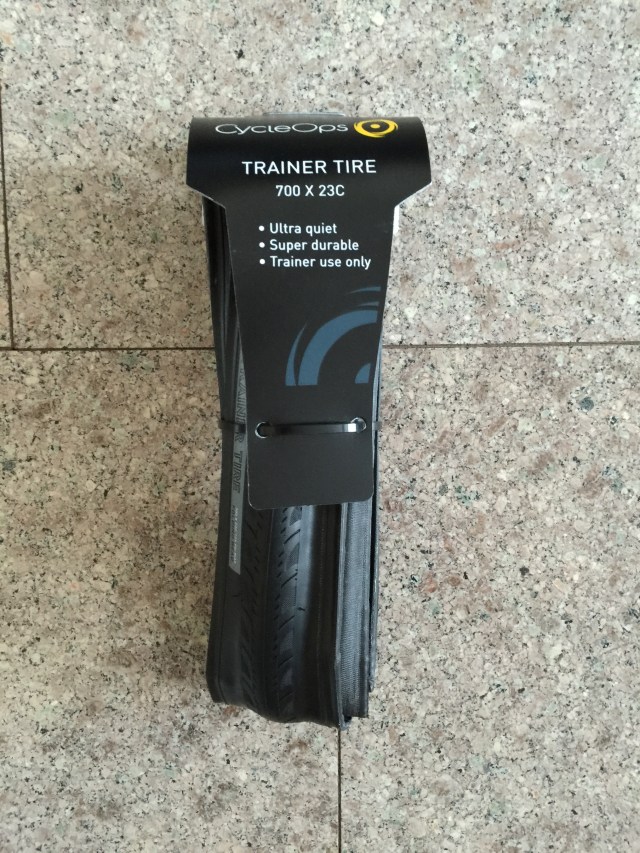 CycleOps
TRAINER TIRE
700 X 23C
• Ultra quiet
• Super durable
• Trainer use only